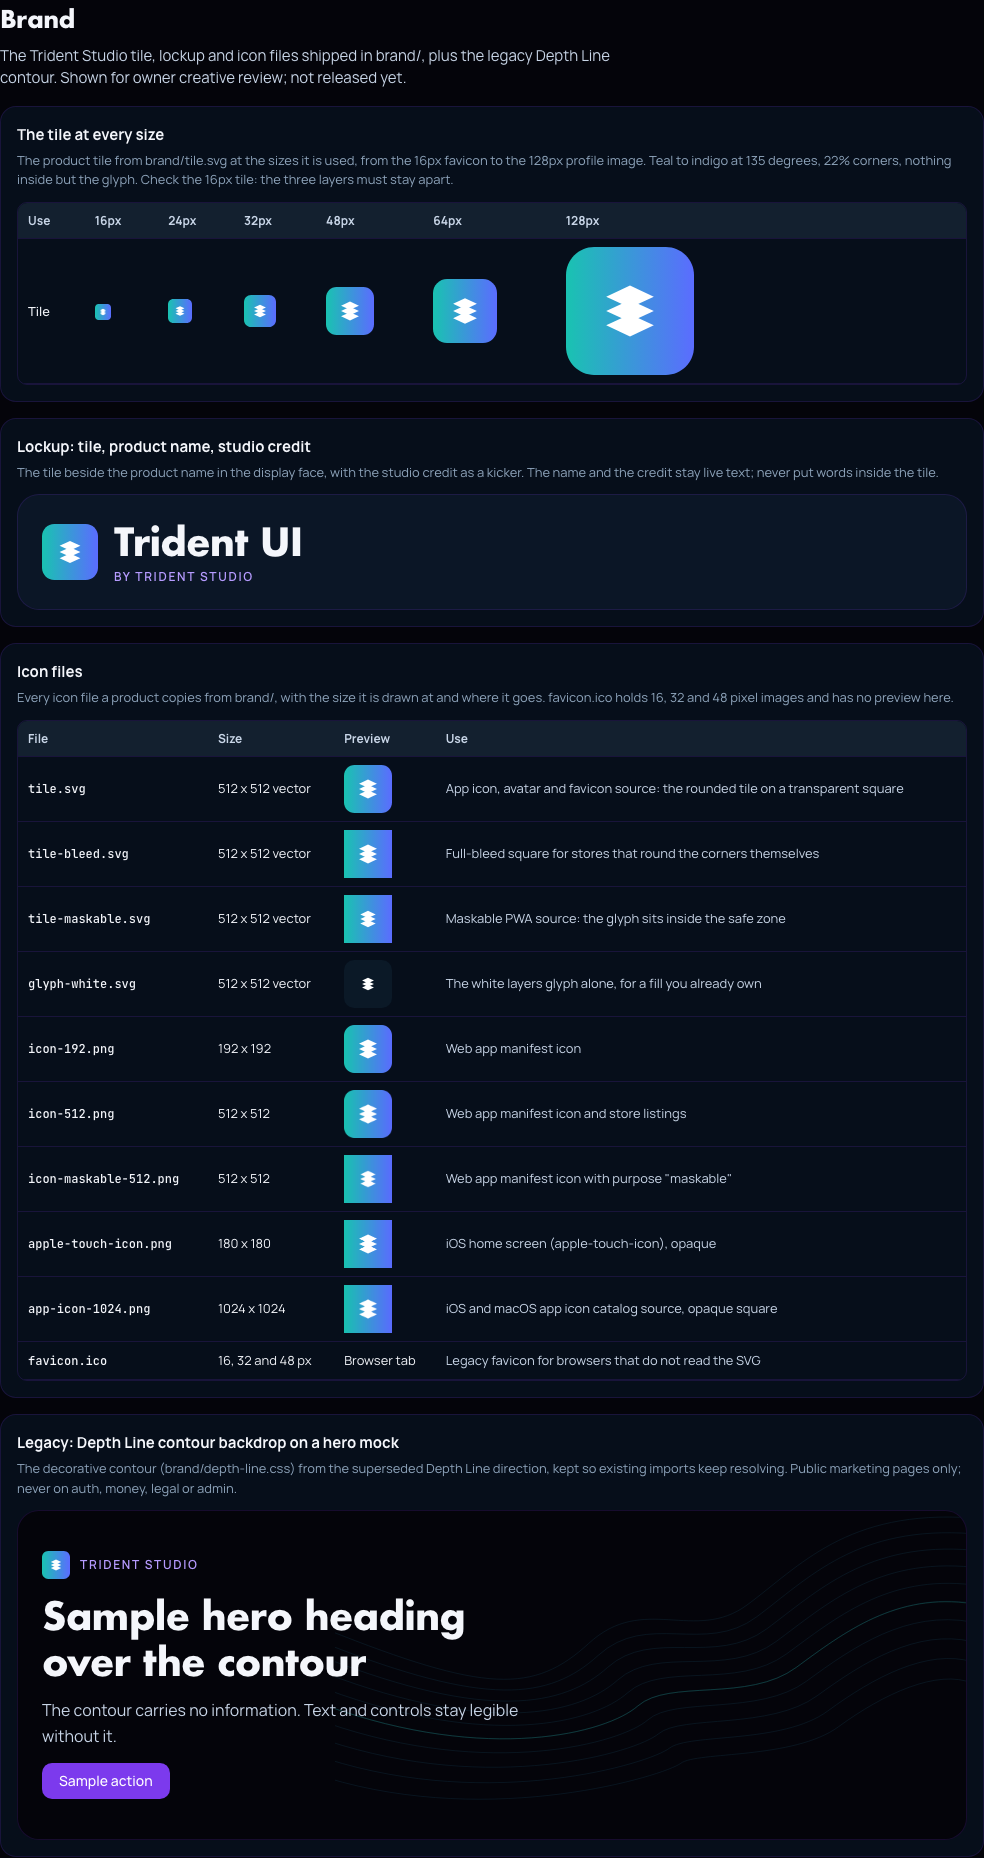 Brand
The Trident Studio tile, lockup and icon files shipped in brand/, plus the legacy Depth Line
contour. Shown for owner creative review; not released yet.
The tile at every size
The product tile from brand/tile.svg at the sizes it is used, from the 16px favicon to the 128px profile image. Teal to indigo at 135 degrees, 22% corners, nothing
inside but the glyph. Check the 16px tile: the three layers must stay apart.
Use 16px 24px 32px 48px 64px 128px
Tile
Lockup: tile, product name, studio credit
The tile beside the product name in the display face, with the studio credit as a kicker. The name and the credit stay live text; never put words inside the tile.
Trident UI
BY TRIDENT STUDIO
Icon files
Every icon file a product copies from brand/, with the size it is drawn at and where it goes. favicon.ico holds 16, 32 and 48 pixel images and has no preview here.
File Size Preview Use
tile.svg 512 x 512 vector App icon, avatar and favicon source: the rounded tile on a transparent square
tile-bleed.svg 512 x 512 vector Full-bleed square for stores that round the corners themselves
tile-maskable.svg 512 x 512 vector Maskable PWA source: the glyph sits inside the safe zone
glyph-white.svg 512 x 512 vector The white layers glyph alone, for a fill you already own
icon-192.png 192 x 192 Web app manifest icon
icon-512.png 512 x 512 Web app manifest icon and store listings
icon-maskable-512.png 512 x 512 Web app manifest icon with purpose "maskable"
apple-touch-icon.png 180 x 180 iOS home screen (apple-touch-icon), opaque
app-icon-1024.png 1024 x 1024 iOS and macOS app icon catalog source, opaque square
favicon.ico 16, 32 and 48 px Browser tab Legacy favicon for browsers that do not read the SVG
Legacy: Depth Line contour backdrop on a hero mock
The decorative contour (brand/depth-line.css) from the superseded Depth Line direction, kept so existing imports keep resolving. Public marketing pages only;
never on auth, money, legal or admin.
TRIDENT STUDIO
Sample hero heading
over the contour
The contour carries no information. Text and controls stay legible
without it.
Sample action